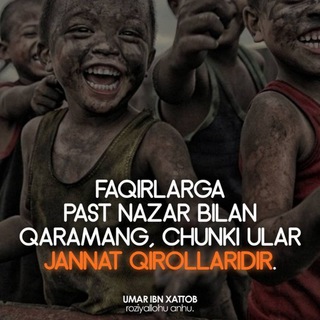 FAQIRLARGA
PAST NAZAR BILAN
QARAMANG, CHUNKI ULAR
JANNAT QIROLLARIDIR.
UMAR IBN XATTOB
roziyallohu anhu.